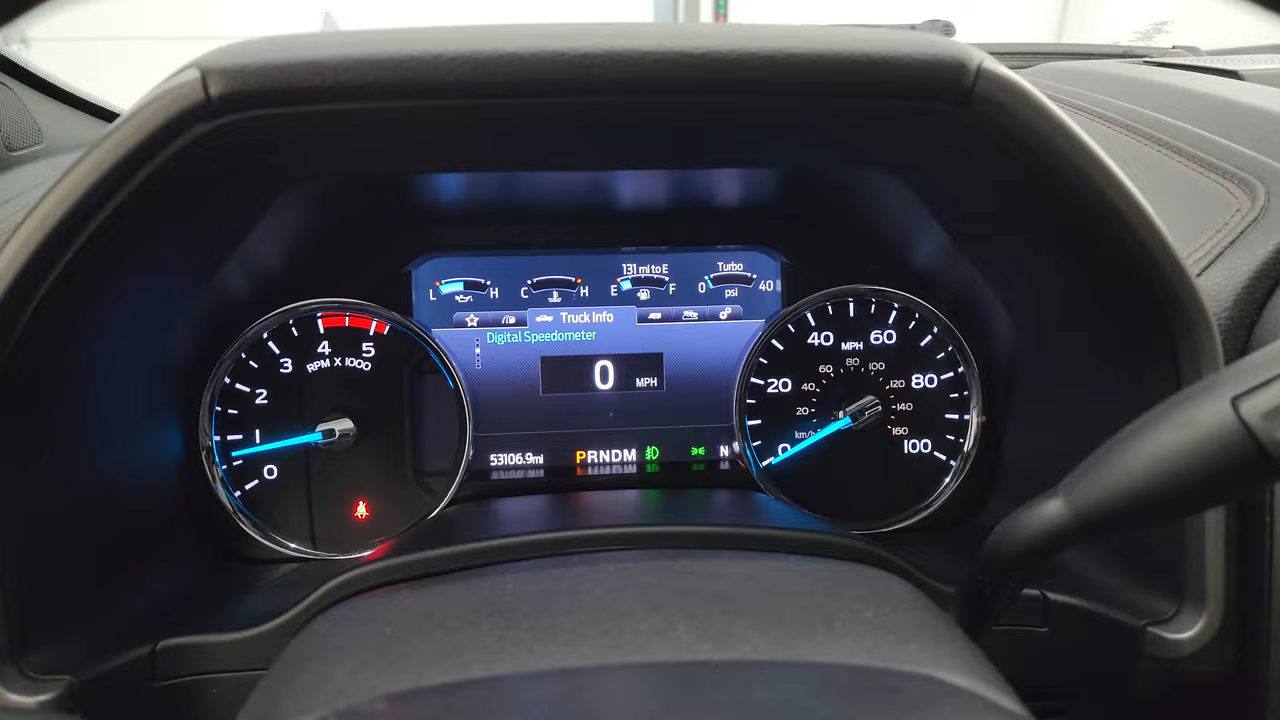 131 mi to E
Turbo
L H
C H
E F
0 40
psi
Truck Info
Digital Speedometer
0 MPH
53106.9mi
PRNDM
N
0
1
2
3
4
5
RPM X 1000
0
20
40
60
80
100
MPH
20
40
60
80
100
120
140
160
km/h